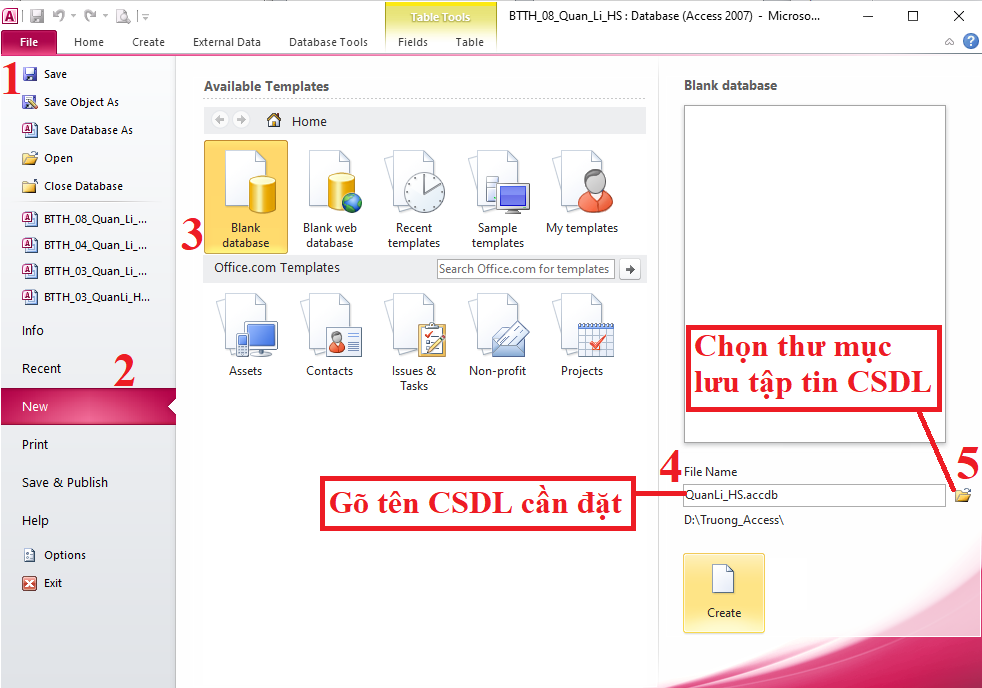 Table Tools
BTTH_08_Quan_Li_HS : Database (Access 2007) - Microso...
File
Home
Create
External Data
Database Tools
Fields
Table
1
Save
Save Object As
Save Database As
Open
Close Database
BTTH_08_Quan_Li_...
BTTH_04_Quan_Li_...
BTTH_03_Quan_Li_...
BTTH_03_QuanLi_H...
Info
Recent
2
New
Print
Save & Publish
Help
Options
Exit
Available Templates
Home
3
Blank
database
Blank web
database
Recent
templates
Sample
templates
My templates
Office.com Templates
Search Office.com for templates
Assets
Contacts
Issues &
Tasks
Non-profit
Projects
Blank database
Chọn thư mục
lưu tập tin CSDL
4
File Name
5
Gõ tên CSDL cần đặt
QuanLi_HS.accdb
D:\Truong_Access\
Create